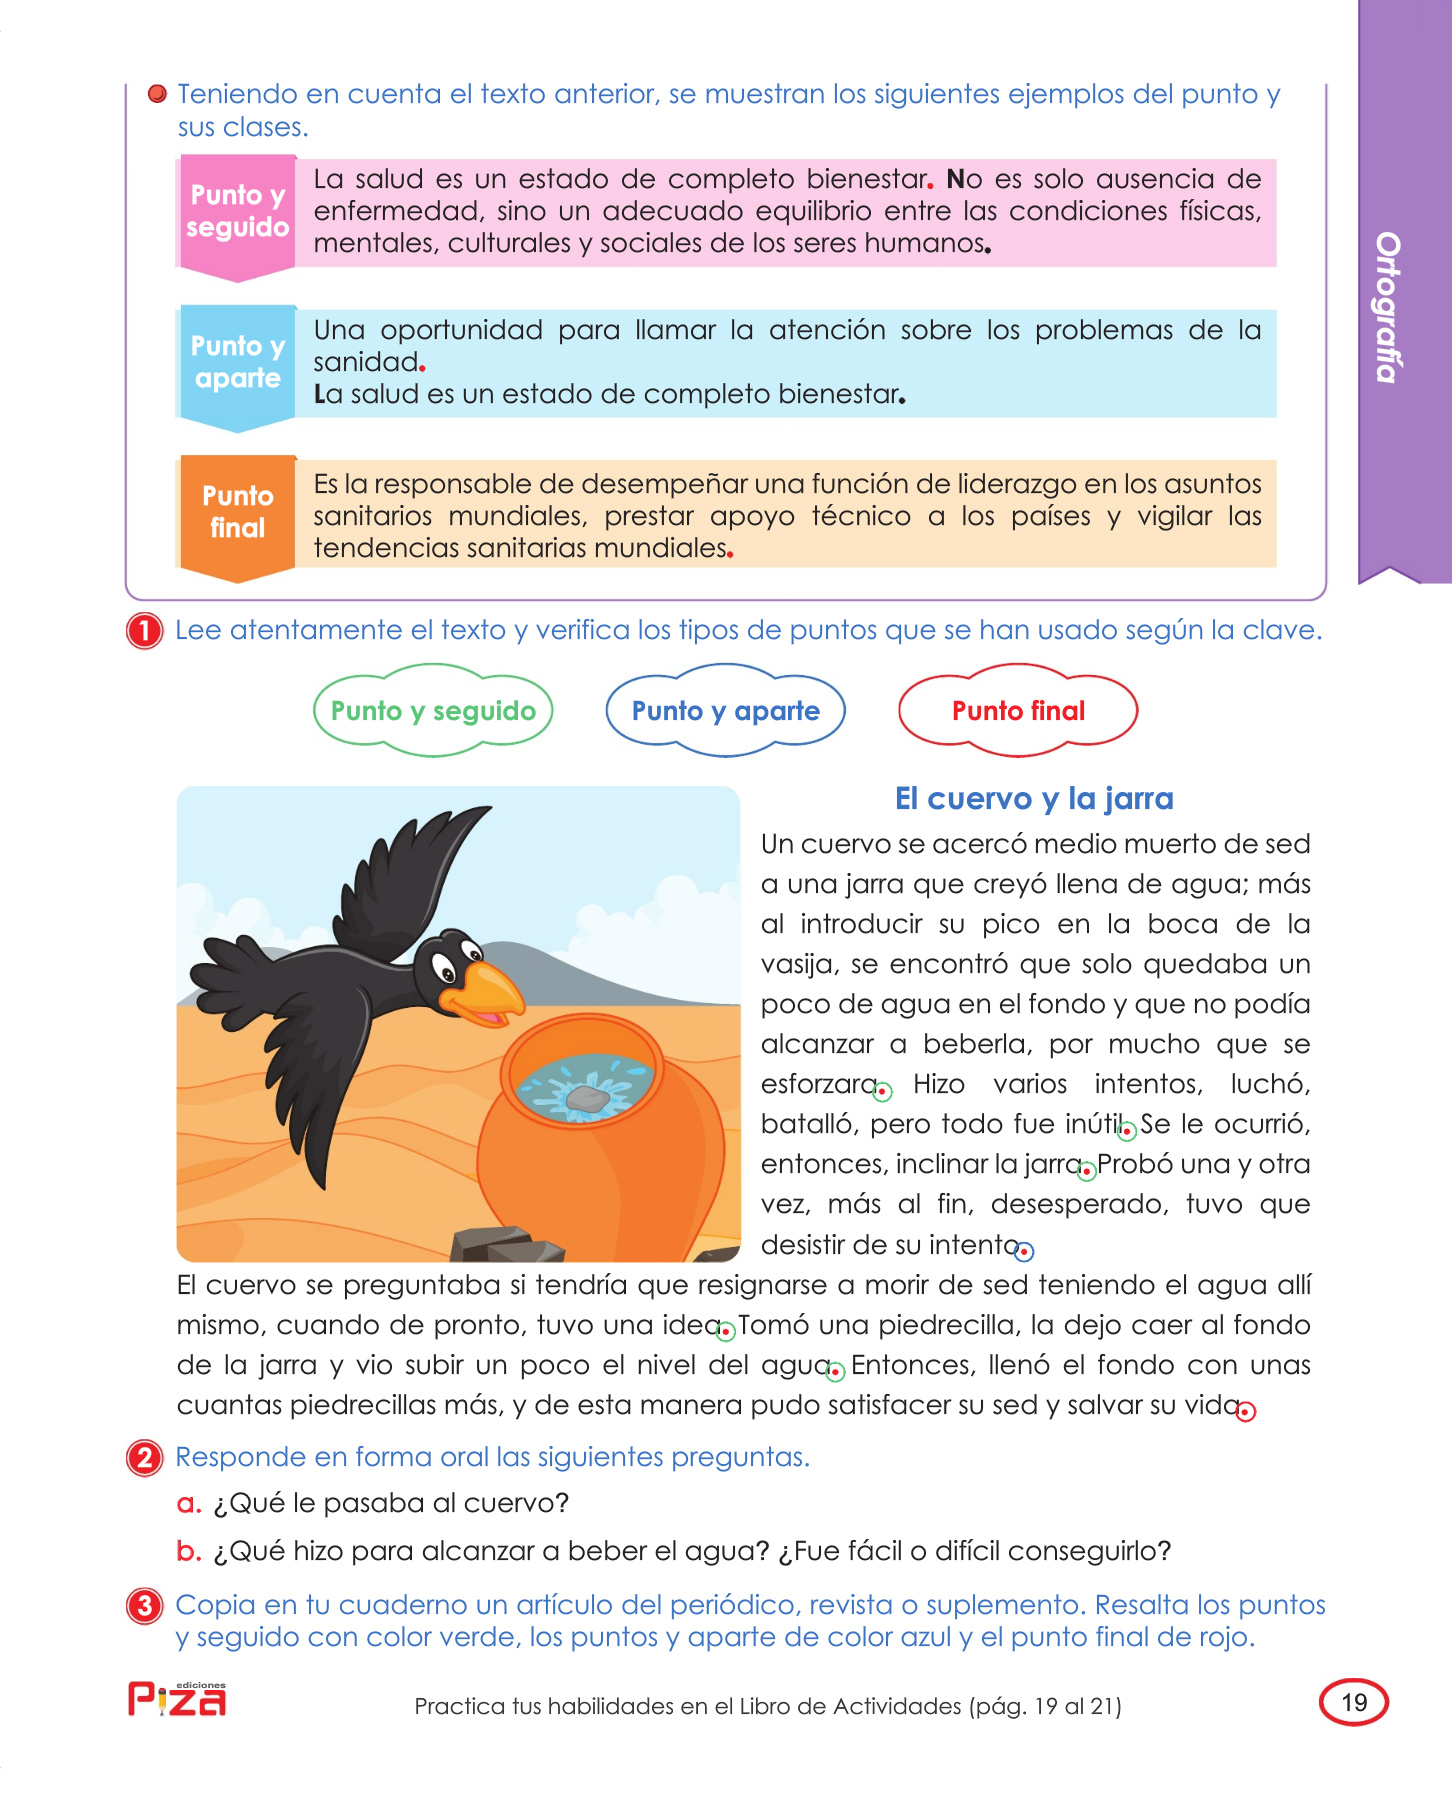 Teniendo en cuenta el texto anterior, se muestran los siguientes ejemplos del punto y
sus clases.
Punto y
seguido
La salud es un estado de completo bienestar. No es solo ausencia de
enfermedad, sino un adecuado equilibrio entre las condiciones físicas,
mentales, culturales y sociales de los seres humanos.
Punto y
aparte
Una oportunidad para llamar la atención sobre los problemas de la
sanidad.
La salud es un estado de completo bienestar.
Punto
final
Es la responsable de desempeñar una función de liderazgo en los asuntos
sanitarios mundiales, prestar apoyo técnico a los países y vigilar las
tendencias sanitarias mundiales.
Ortografía
1 Lee atentamente el texto y verifica los tipos de puntos que se han usado según la clave.
Punto y seguido
Punto y aparte
Punto final
El cuervo y la jarra
Un cuervo se acercó medio muerto de sed
a una jarra que creyó llena de agua; más
al introducir su pico en la boca de la
vasija, se encontró que solo quedaba un
poco de agua en el fondo y que no podía
alcanzar a beberla, por mucho que se
esforzara. Hizo varios intentos, luchó,
batalló, pero todo fue inútil. Se le ocurrió,
entonces, inclinar la jarra. Probó una y otra
vez, más al fin, desesperado, tuvo que
desistir de su intento.
El cuervo se preguntaba si tendría que resignarse a morir de sed teniendo el agua allí
mismo, cuando de pronto, tuvo una idea. Tomó una piedrecilla, la dejo caer al fondo
de la jarra y vio subir un poco el nivel del agua. Entonces, llenó el fondo con unas
cuantas piedrecillas más, y de esta manera pudo satisfacer su sed y salvar su vida.
2 Responde en forma oral las siguientes preguntas.
a. ¿Qué le pasaba al cuervo?
b. ¿Qué hizo para alcanzar a beber el agua? ¿Fue fácil o difícil conseguirlo?
3 Copia en tu cuaderno un artículo del periódico, revista o suplemento. Resalta los puntos
y seguido con color verde, los puntos y aparte de color azul y el punto final de rojo.
ediciones
Piza
Practica tus habilidades en el Libro de Actividades (pág. 19 al 21)
19